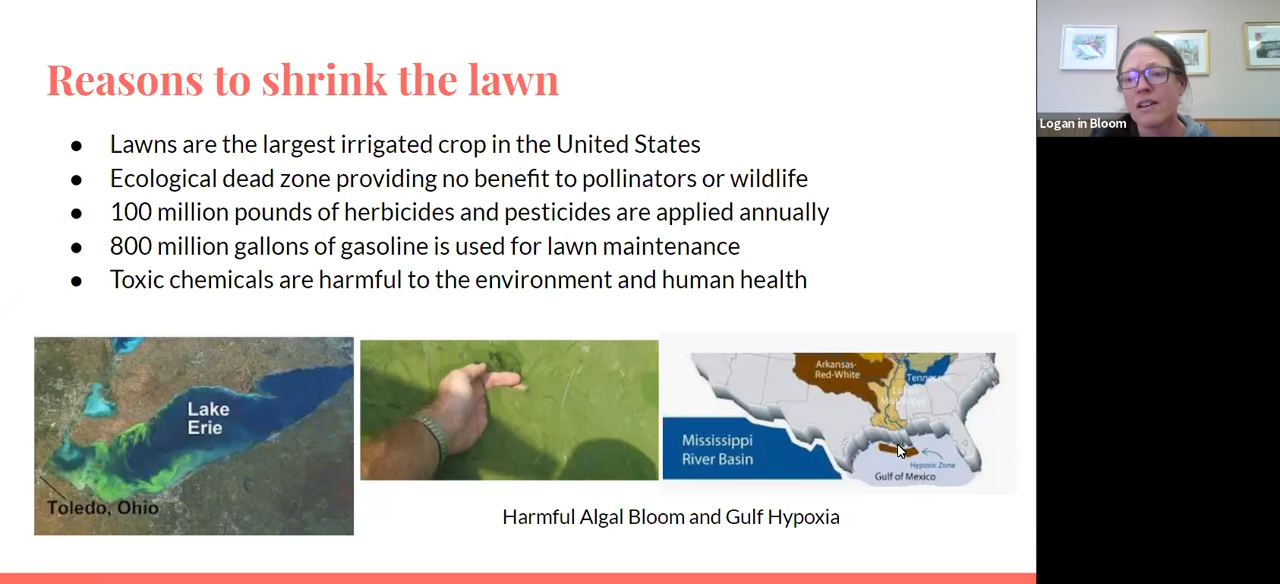 Reasons to shrink the lawn
● Lawns are the largest irrigated crop in the United States
● Ecological dead zone providing no benefit to pollinators or wildlife
● 100 million pounds of herbicides and pesticides are applied annually
● 800 million gallons of gasoline is used for lawn maintenance
● Toxic chemicals are harmful to the environment and human health
Lake
Erie
Toledo, Ohio
Arkansas-
Red-White
Lower
Mississippi
River Basin
Hypoxic Zone
Gulf of Mexico
Harmful Algal Bloom and Gulf Hypoxia
Logan in Bloom